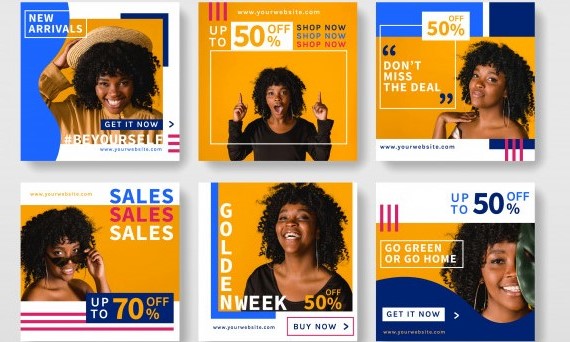 NEW
ARRIVALS
GET IT NOW
#BEYOURSELF
www.yourwebsite.com
www.yourwebsite.com
UP
TO
50%
OFF
SHOP NOW
SHOP NOW
SHOP NOW
50%
OFF
“
DON'T
MISS
THE DEAL
”
www.yourwebsite.com
www.yourwebsite.com
SALES
SALES
SALES
UP
TO
70%
OFF
GOLDEN
WEEK
50%
OFF
www.yourwebsite.com
BUY NOW
UP
TO
50
OFF
%
GO GREEN
OR GO HOME
GET IT NOW
www.yourwebsite.com